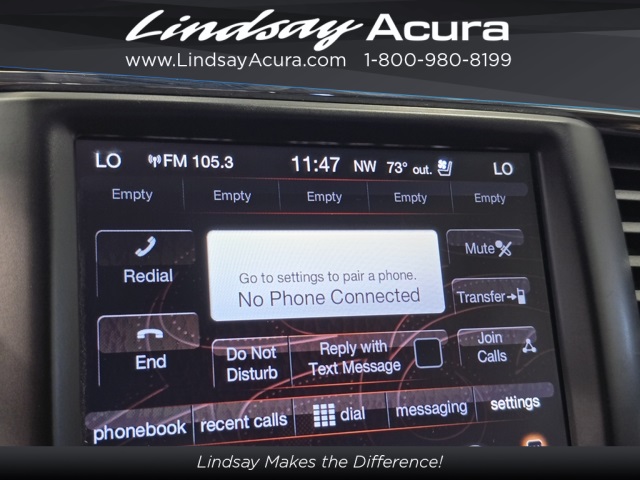 Lindsay Acura
www.LindsayAcura.com 1-800-980-8199
LO FM 105.3 11:47 NW 73° out. LO
Empty Empty Empty Empty Empty
Redial
Go to settings to pair a phone.
No Phone Connected
Mute
Transfer
End
Do Not
Disturb
Reply with
Text Message
Join
Calls
phonebook recent calls dial messaging settings
Lindsay Makes the Difference!